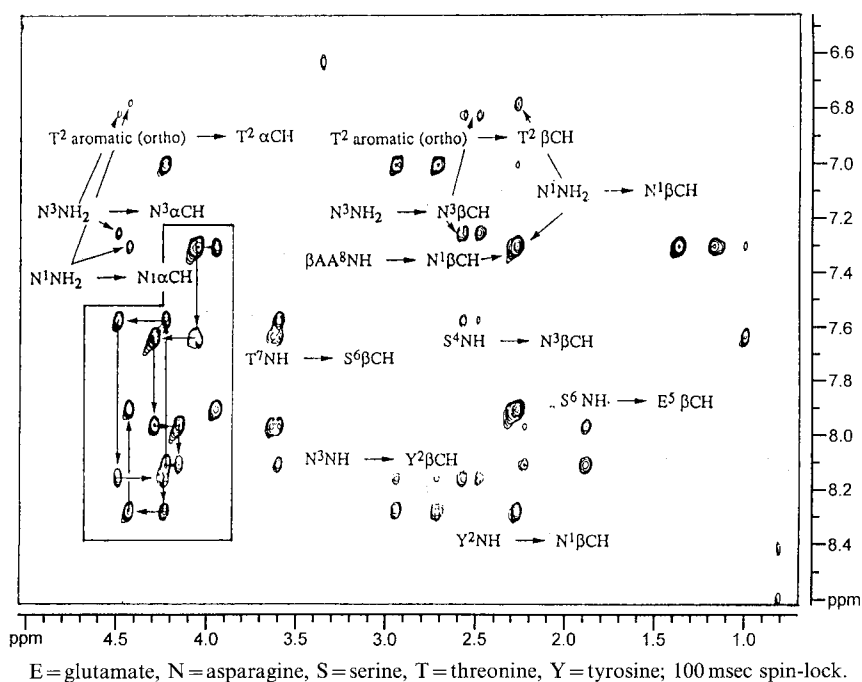 6.6
6.8
T² aromatic (ortho) → T² αCH
T² aromatic (ortho) → T² βCH
7.0
N¹NH₂ → N¹βCH
N³NH₂ → N³αCH
N³NH₂ → N³βCH
7.2
βAA⁸NH → N¹βCH
N¹NH₂ → N1αCH
7.4
7.6
T⁷NH → S⁶βCH
S⁴NH → N³βCH
7.8
S⁶NH → E⁵ βCH
8.0
N³NH → Y²βCH
8.2
Y²NH → N¹βCH
8.4
ppm
ppm 4.5 4.0 3.5 3.0 2.5 2.0 1.5 1.0
E=glutamate, N=asparagine, S=serine, T=threonine, Y=tyrosine; 100 msec spin-lock.